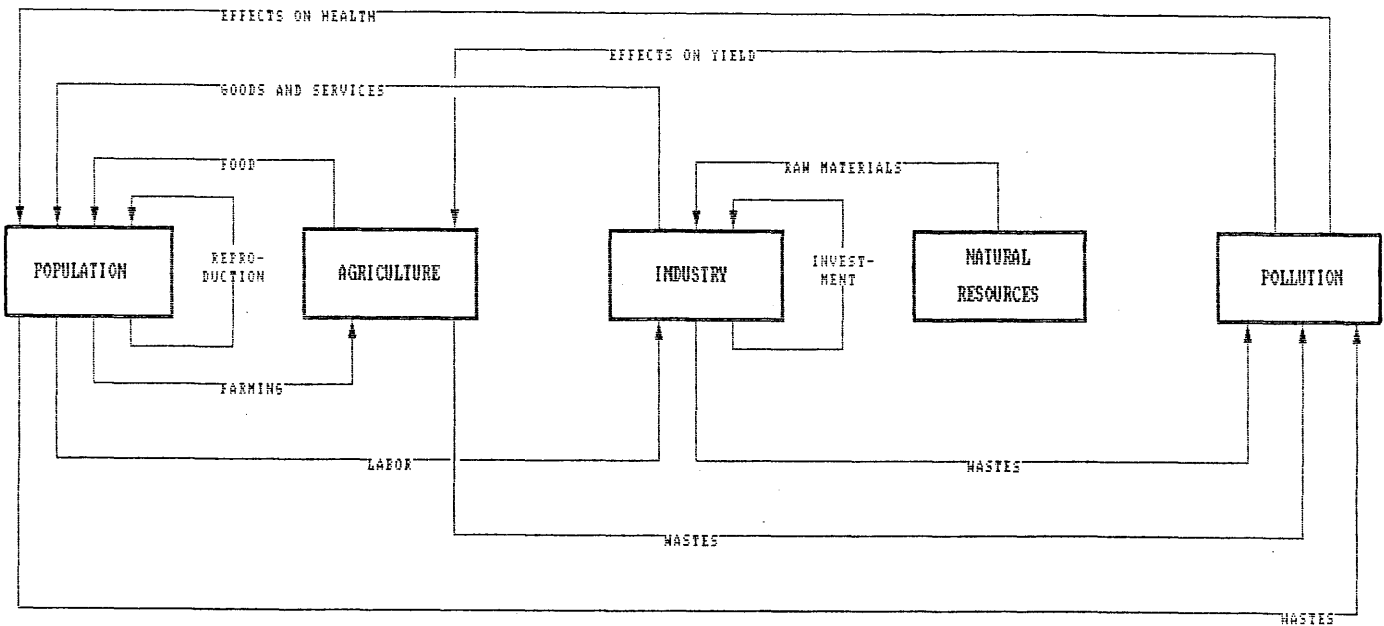 EFFECTS ON HEALTH
EFFECTS ON YIELD
GOODS AND SERVICES
FOOD
RAW MATERIALS
POPULATION
REPRO-
DUCTION
AGRICULTURE
INDUSTRY
INVEST-
MENT
NATURAL
RESOURCES
POLLUTION
FARMING
LABOR
WASTES
WASTES
WASTES